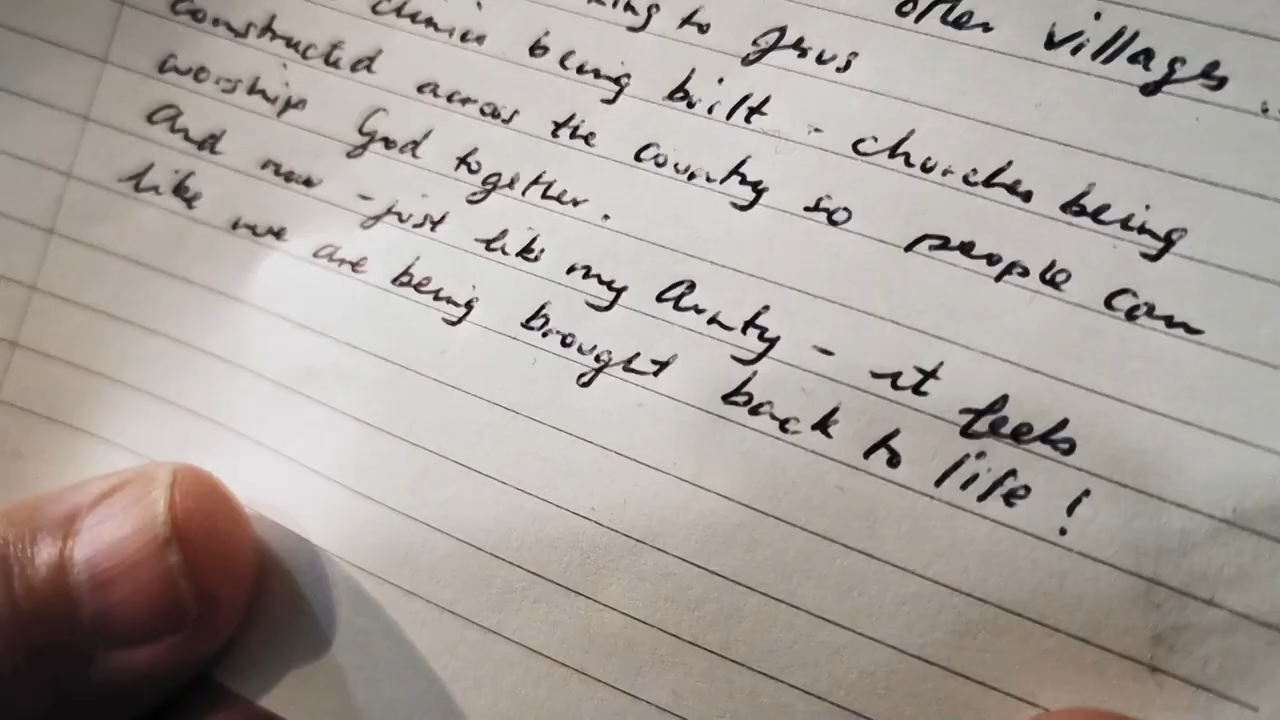 other villages.
to Jesus
clinics being built - churches being
constructed across the country so people can
worship God together.
And now - just like my Aunty - it feels
like we are being brought back to life!